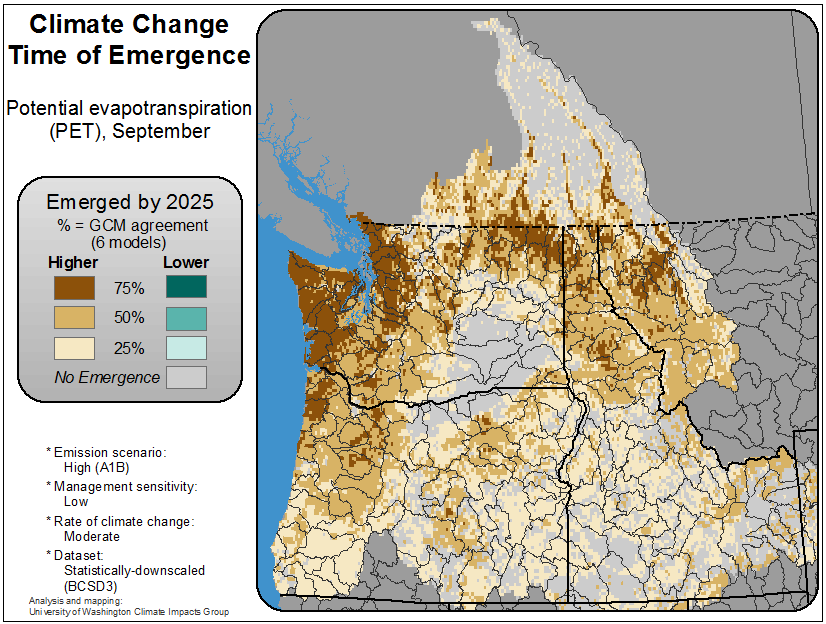 Climate Change
Time of Emergence
Potential evapotranspiration
(PET), September
Emerged by 2025
% = GCM agreement
(6 models)
Higher Lower
75%
50%
25%
No Emergence
* Emission scenario:
High (A1B)
* Management sensitivity:
Low
* Rate of climate change:
Moderate
* Dataset:
Statistically-downscaled
(BCSD3)
Analysis and mapping:
University of Washington Climate Impacts Group